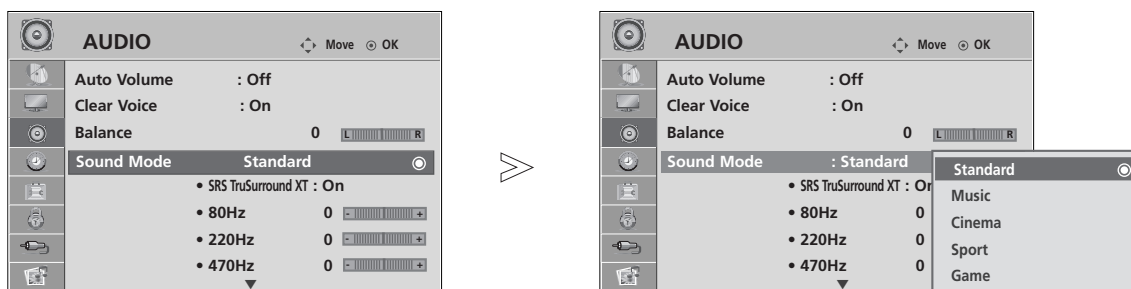 AUDIO Move OK
Auto Volume : Off
Clear Voice : On
Balance 0 L R
Sound Mode Standard
• SRS TruSurround XT : On
• 80Hz 0 - +
• 220Hz 0 - +
• 470Hz 0 - +
AUDIO Move OK
Auto Volume : Off
Clear Voice : On
Balance 0 L R
Sound Mode : Standard
• SRS TruSurround XT : On
• 80Hz 0
• 220Hz 0
• 470Hz 0
Standard
Music
Cinema
Sport
Game